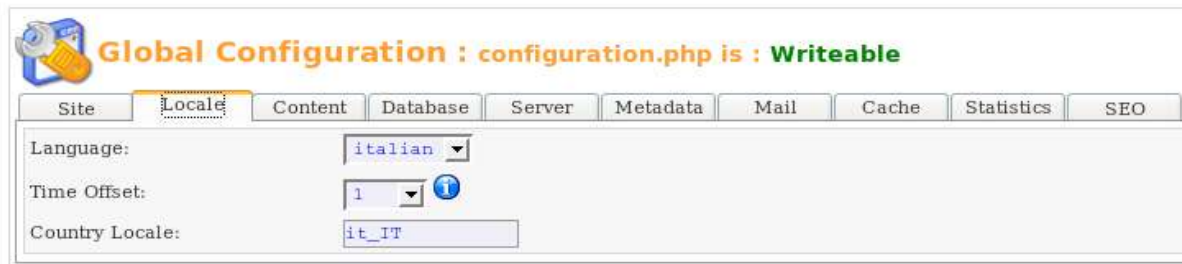 Global Configuration : configuration.php is : Writeable
Site Locale Content Database Server Metadata Mail Cache Statistics SEO
Language: italian
Time Offset: 1
Country Locale: it_IT